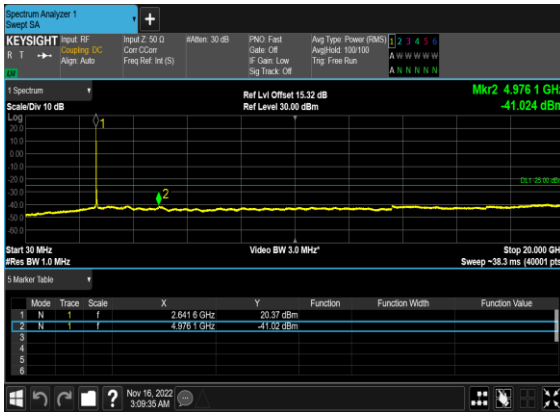 Spectrum Analyzer 1
Swept SA
+
KEYSIGHT
R T
Input: RF
Coupling: DC
Align: Auto
Input Z: 50 Ω
Corr CCorr
Freq Ref: Int (S)
#Atten: 30 dB
PNO: Fast
Gate: Off
IF Gain: Low
Sig Track: Off
Avg Type: Power (RMS)
Avg|Hold: 100/100
Trig: Free Run
1 2 3 4 5 6
A W W W W W
A N N N N N
1 Spectrum
Scale/Div 10 dB
Ref Lvl Offset 15.32 dB
Ref Level 30.00 dBm
Mkr2 4.976 1 GHz
-41.024 dBm
Log
20.0
10.0
0.00
-10.0
-20.0
-30.0
-40.0
-50.0
-60.0
1
2
DL1 -25.00 dBm
Start 30 MHz
#Res BW 1.0 MHz
Video BW 3.0 MHz*
Stop 20.000 GHz
Sweep ~38.3 ms (40001 pts)
5 Marker Table
Mode Trace Scale X Y Function Function Width Function Value
1 N 1 f 2.641 6 GHz 20.37 dBm
2 N 1 f 4.976 1 GHz -41.02 dBm
3
4
5
6
?
Nov 16, 2022
3:09:35 AM